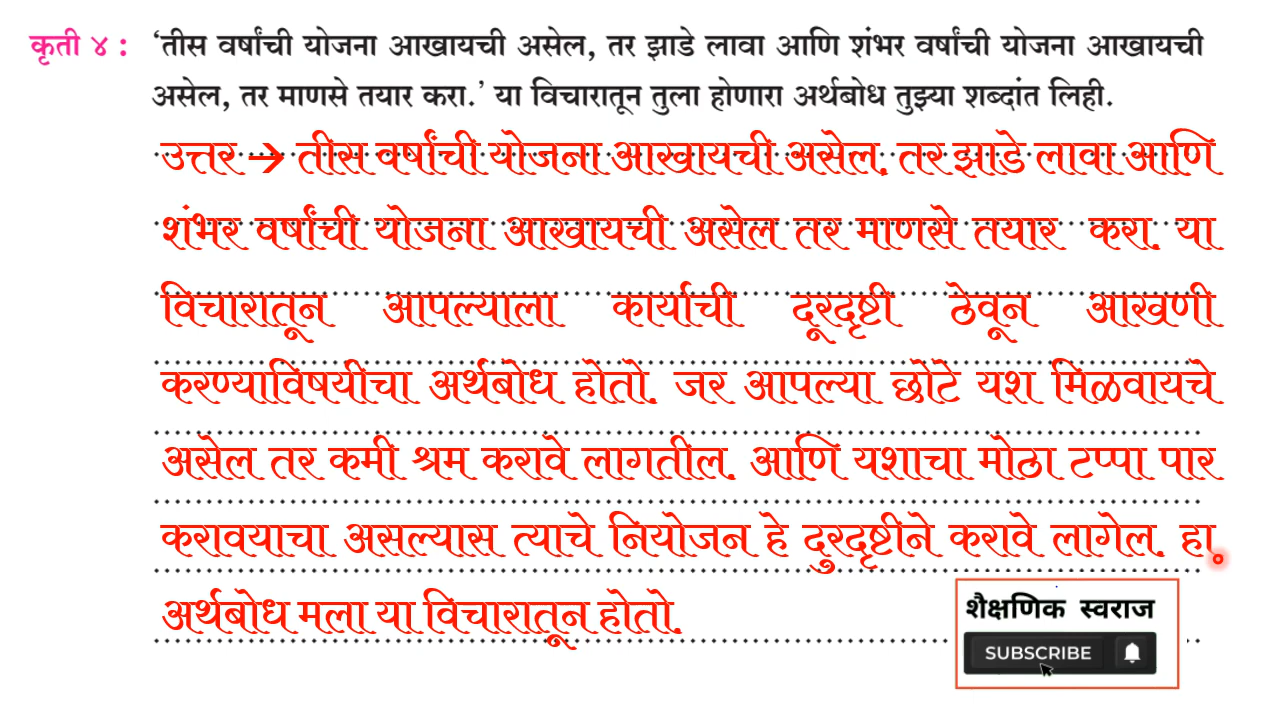 कृती ४ : ‘तीस वर्षांची योजना आखायची असेल, तर झाडे लावा आणि शंभर वर्षांची योजना आखायची
असेल, तर माणसे तयार करा.’ या विचारातून तुला होणारा अर्थबोध तुझ्या शब्दांत लिही.
उत्तर → तीस वर्षांची योजना आखायची असेल. तर झाडे लावा आणि
शंभर वर्षांची योजना आखायची असेल तर माणसे तयार करा. या
विचारातून आपल्याला कार्याची दूरदृष्टी ठेवून आखणी
करण्याविषयीचा अर्थबोध होतो. जर आपल्या छोटे यश मिळवायचे
असेल तर कमी श्रम करावे लागतील. आणि यशाचा मोठा टप्पा पार
करावयाचा असल्यास त्याचे नियोजन हे दुरदृष्टीने करावे लागेल. हा
अर्थबोध मला या विचारातून होतो.
शैक्षणिक स्वराज
SUBSCRIBE